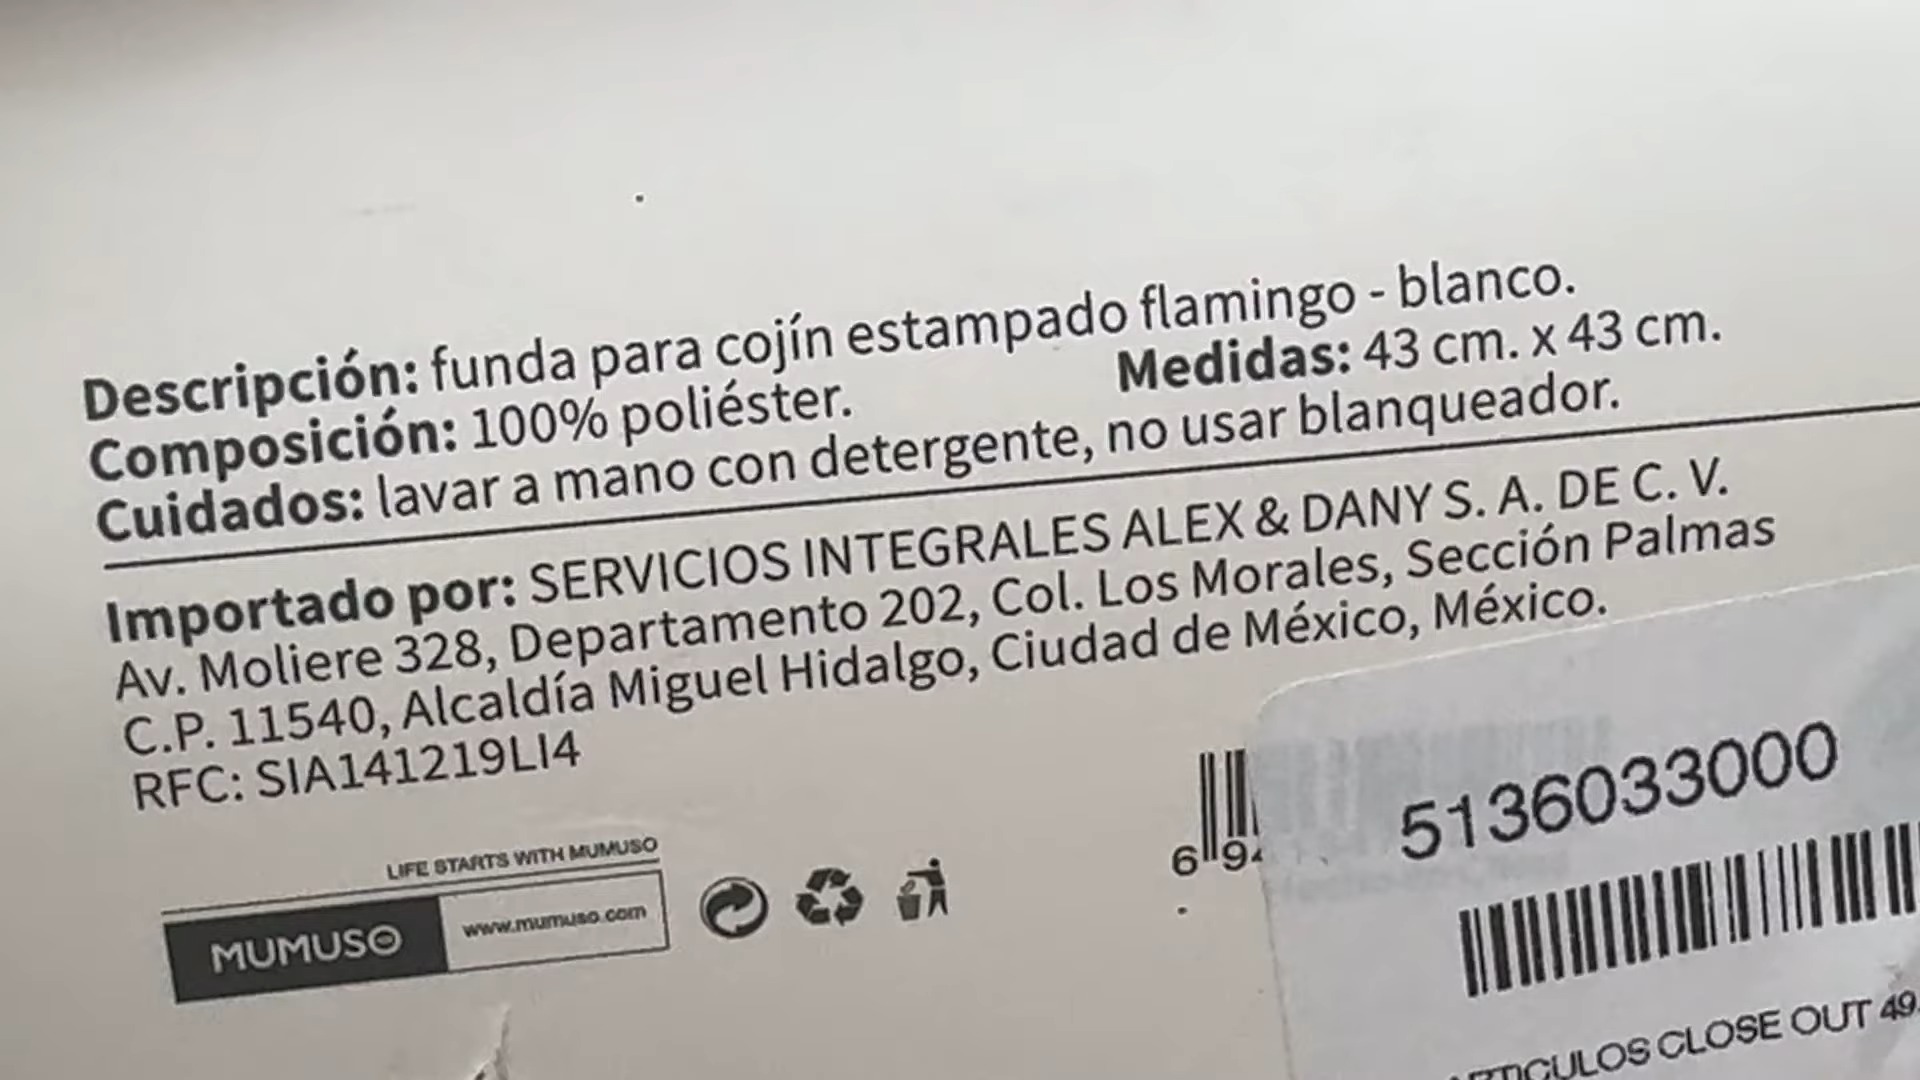 Descripción: funda para cojín estampado flamingo - blanco.
Composición: 100% poliéster. Medidas: 43 cm. x 43 cm.
Cuidados: lavar a mano con detergente, no usar blanqueador.
Importado por: SERVICIOS INTEGRALES ALEX & DANY S. A. DE C. V.
Av. Moliere 328, Departamento 202, Col. Los Morales, Sección Palmas
C.P. 11540, Alcaldía Miguel Hidalgo, Ciudad de México, México.
RFC: SIA141219LI4
LIFE STARTS WITH MUMUSO
MUMUSO www.mumuso.com
6 94
5136033000
CLOSE OUT 49